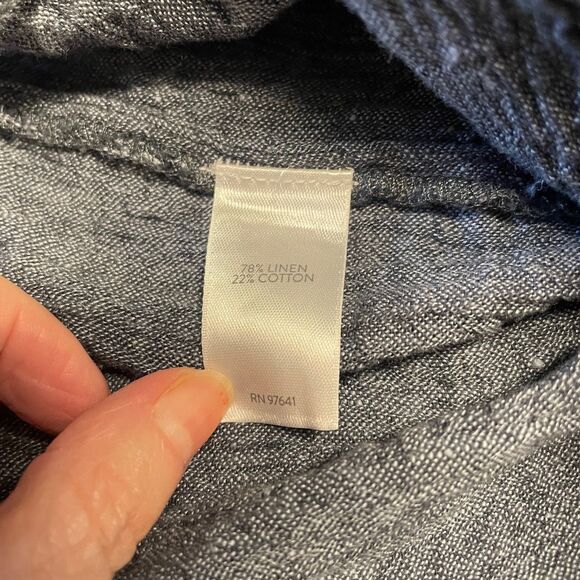 78% LINEN
22% COTTON
RN 97641